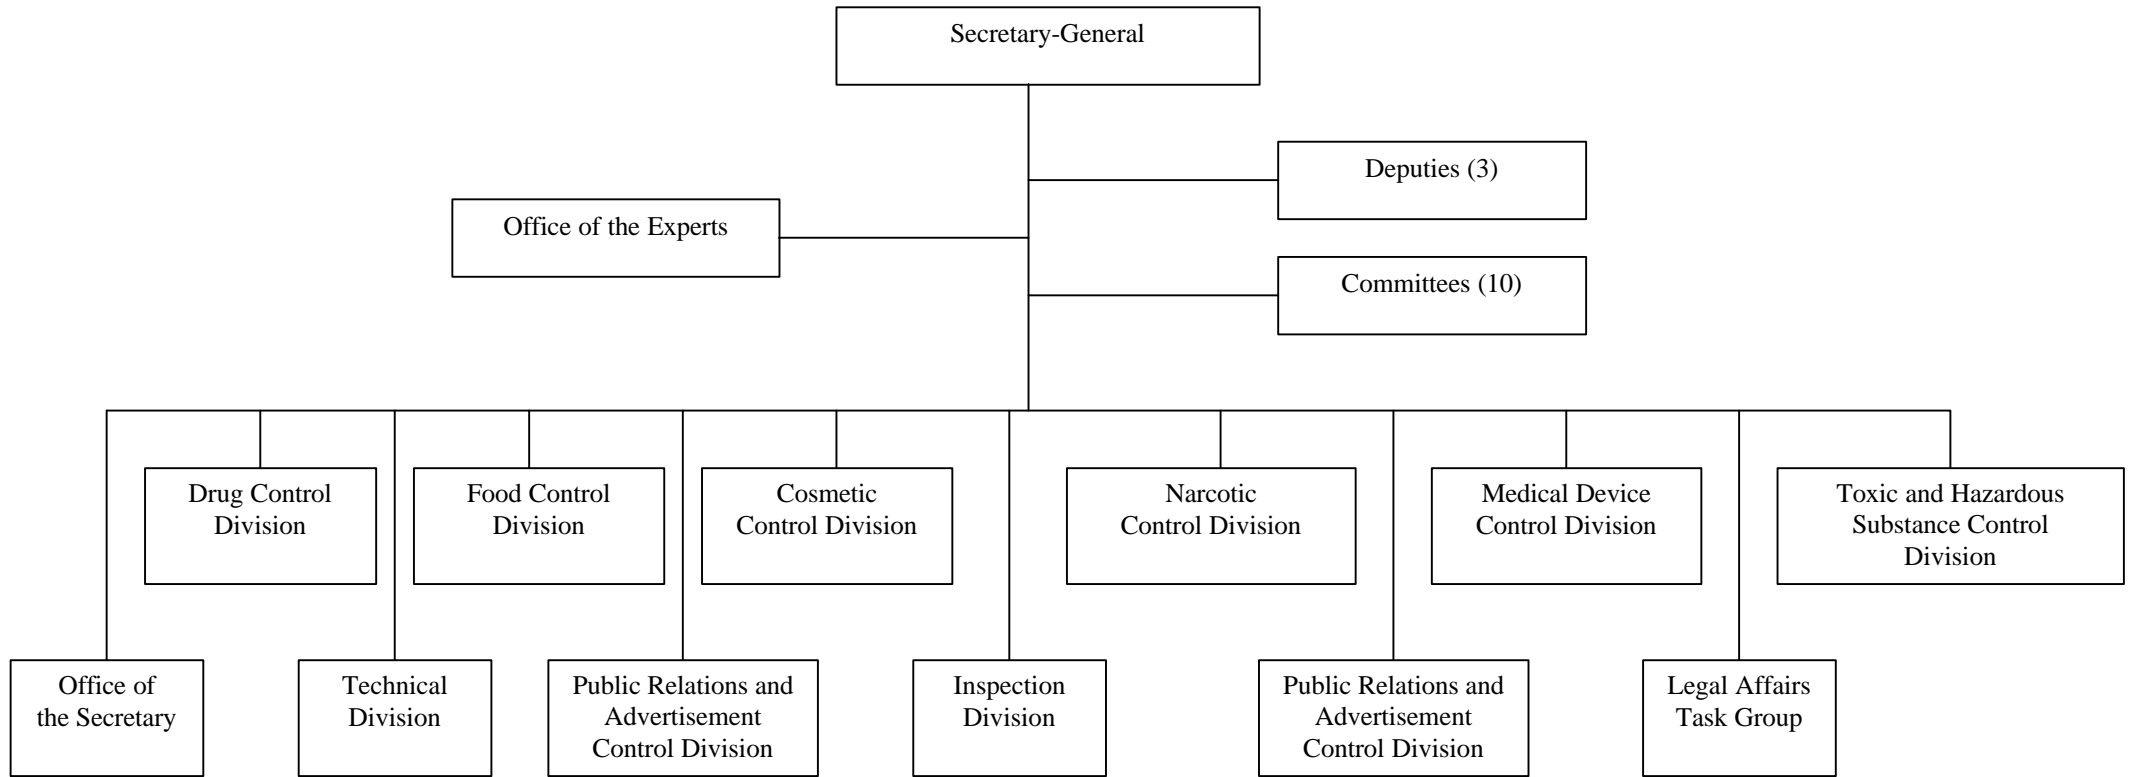 Secretary-General
Deputies (3)
Office of the Experts
Committees (10)
Drug Control
Division
Food Control
Division
Cosmetic
Control Division
Narcotic
Control Division
Medical Device
Control Division
Toxic and Hazardous
Substance Control
Division
Office of
the Secretary
Technical
Division
Public Relations and
Advertisement
Control Division
Inspection
Division
Public Relations and
Advertisement
Control Division
Legal Affairs
Task Group